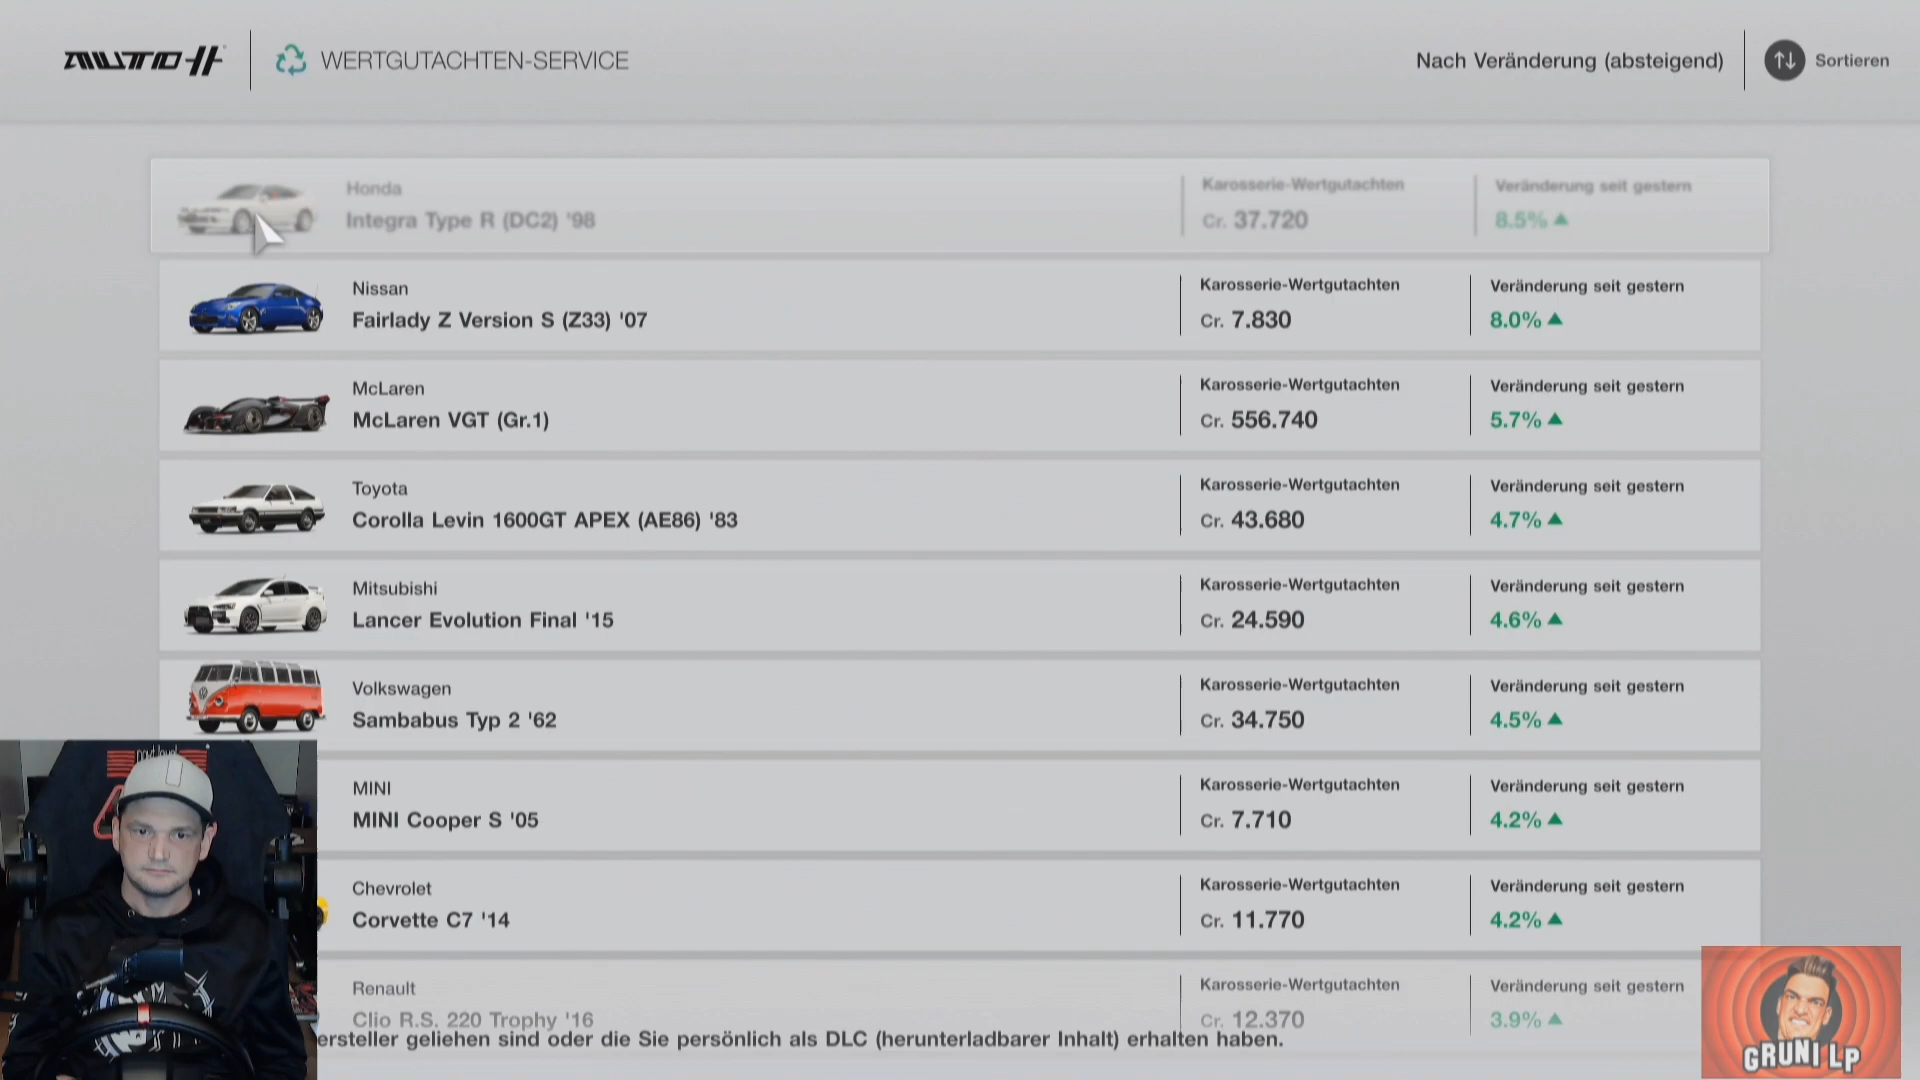 AUTO
WERTGUTACHTEN-SERVICE
Nach Veränderung (absteigend)
Sortieren
Honda
Integra Type R (DC2) '98
Karosserie-Wertgutachten
Cr. 37.720
Veränderung seit gestern
8.5%
Nissan
Fairlady Z Version S (Z33) '07
Karosserie-Wertgutachten
Cr. 7.830
Veränderung seit gestern
8.0%
McLaren
McLaren VGT (Gr.1)
Karosserie-Wertgutachten
Cr. 556.740
Veränderung seit gestern
5.7%
Toyota
Corolla Levin 1600GT APEX (AE86) '83
Karosserie-Wertgutachten
Cr. 43.680
Veränderung seit gestern
4.7%
Mitsubishi
Lancer Evolution Final '15
Karosserie-Wertgutachten
Cr. 24.590
Veränderung seit gestern
4.6%
Volkswagen
Sambabus Typ 2 '62
Karosserie-Wertgutachten
Cr. 34.750
Veränderung seit gestern
4.5%
MINI
MINI Cooper S '05
Karosserie-Wertgutachten
Cr. 7.710
Veränderung seit gestern
4.2%
Chevrolet
Corvette C7 '14
Karosserie-Wertgutachten
Cr. 11.770
Veränderung seit gestern
4.2%
Renault
Clio R.S. 220 Trophy '16
Karosserie-Wertgutachten
Cr. 12.370
Veränderung seit gestern
3.9%
ersteller geliehen sind oder die Sie persönlich als DLC (herunterladbarer Inhalt) erhalten haben.
GRUNI LP